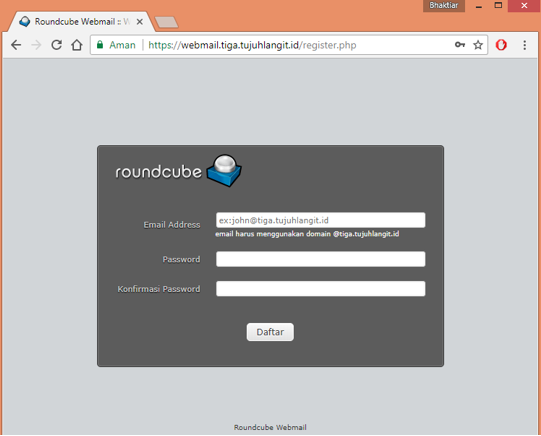 Bhaktiar
Roundcube Webmail :: W
Aman https://webmail.tiga.tujuhlangit.id/register.php
roundcube
Email Address ex:john@tiga.tujuhlangit.id
email harus menggunakan domain @tiga.tujuhlangit.id
Password
Konfirmasi Password
Daftar
Roundcube Webmail